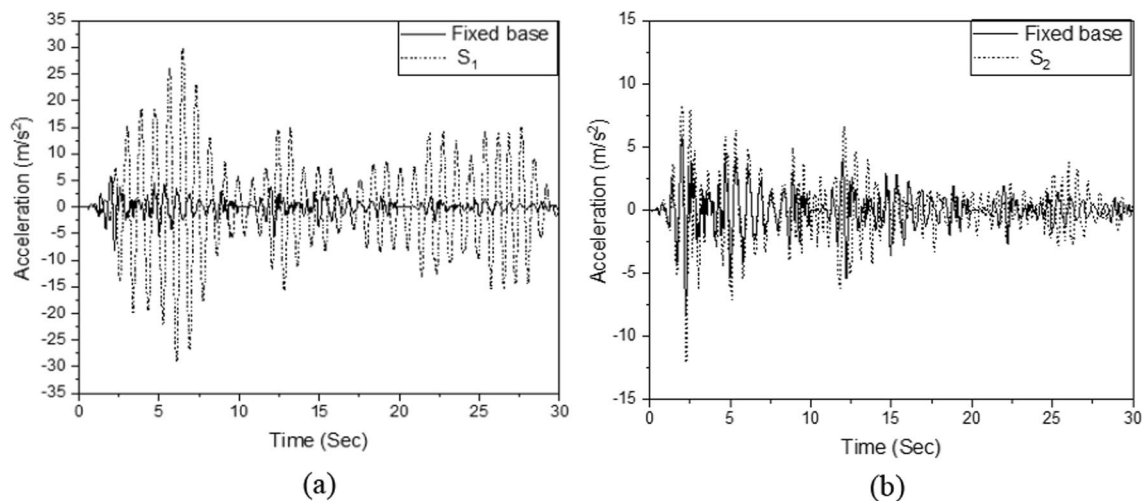 35
30
25
20
15
10
5
0
-5
-10
-15
-20
-25
-30
-35
Acceleration (m/s²)
Fixed base
S₁
0 5 10 15 20 25 30
Time (Sec)
(a)
15
10
5
0
-5
-10
-15
Acceleration (m/s²)
Fixed base
S₂
0 5 10 15 20 25 30
Time (Sec)
(b)